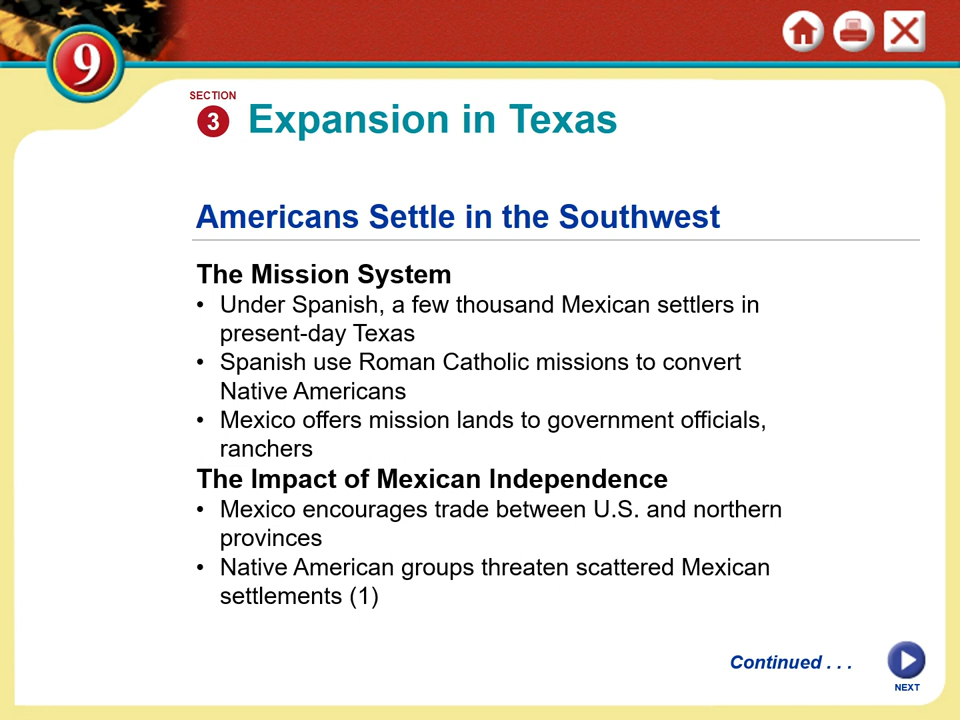 9
SECTION
3
Expansion in Texas
Americans Settle in the Southwest
The Mission System
• Under Spanish, a few thousand Mexican settlers in
present-day Texas
• Spanish use Roman Catholic missions to convert
Native Americans
• Mexico offers mission lands to government officials,
ranchers
The Impact of Mexican Independence
• Mexico encourages trade between U.S. and northern
provinces
• Native American groups threaten scattered Mexican
settlements (1)
Continued . . .
NEXT